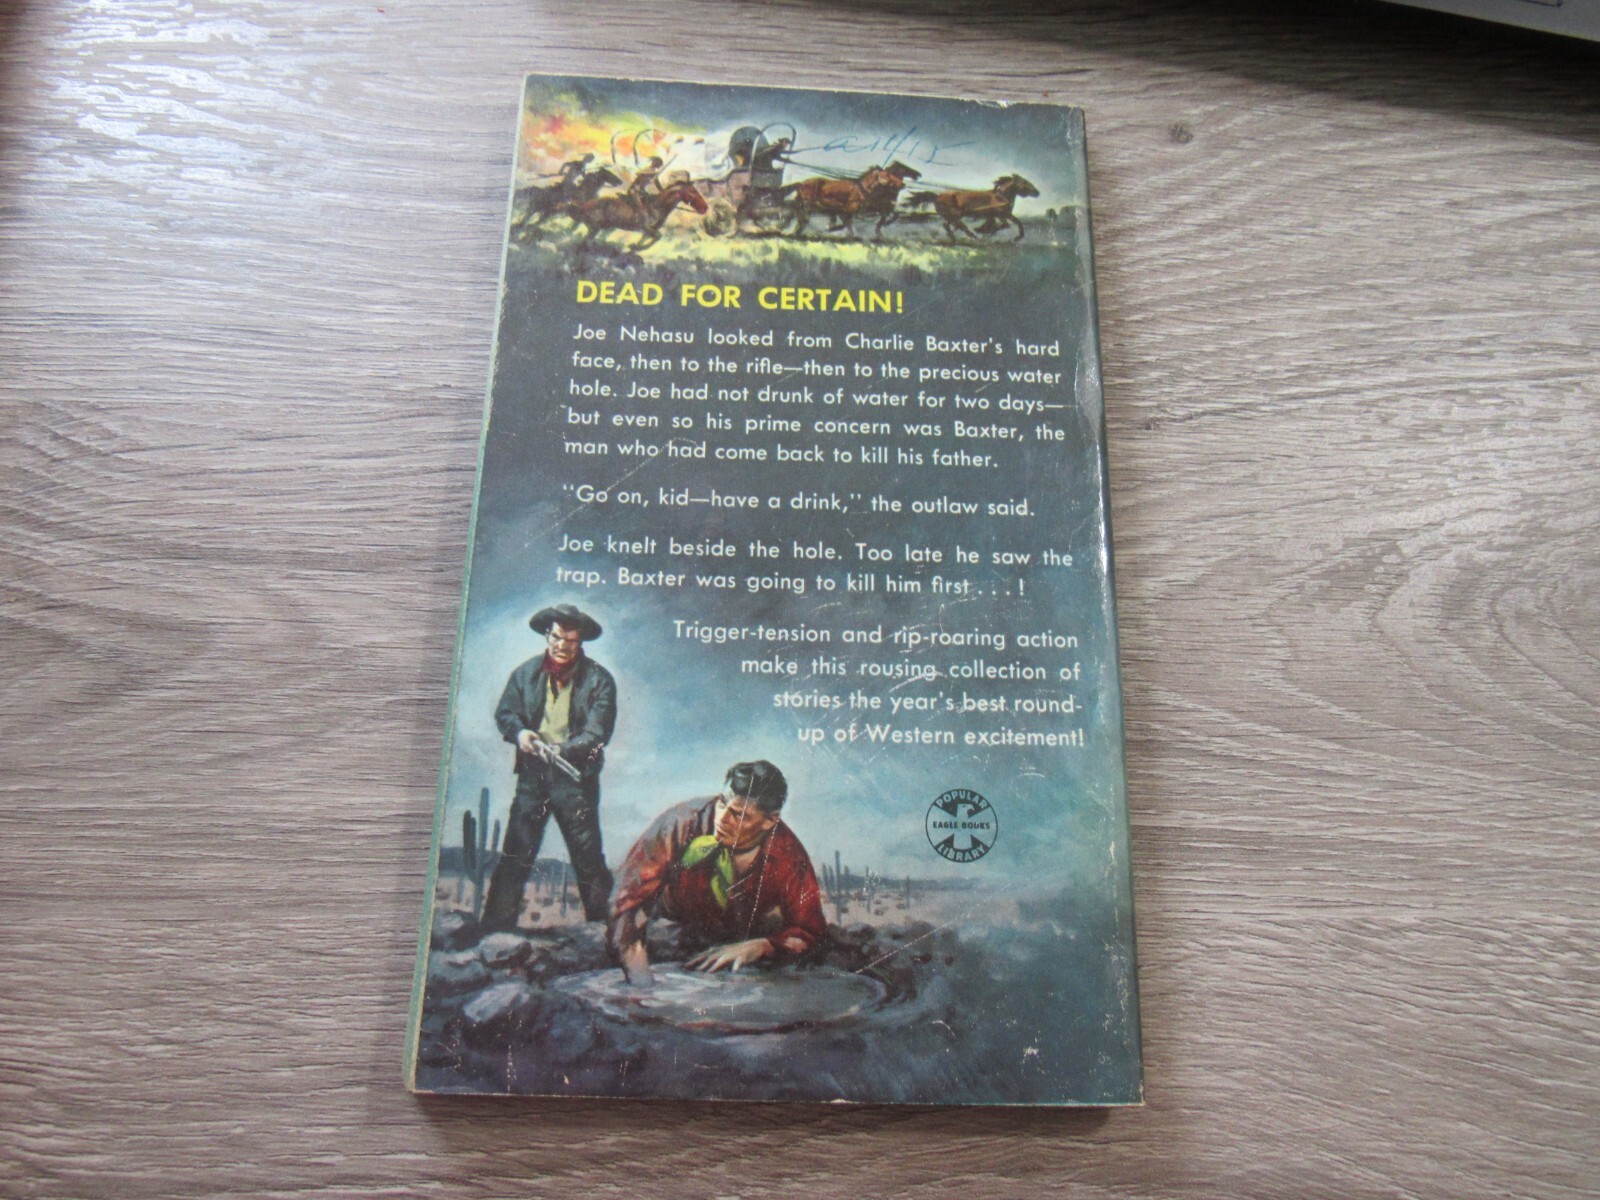 DEAD FOR CERTAIN!
Joe Nehasu looked from Charlie Baxter's hard
face, then to the rifle—then to the precious water
hole. Joe had not drunk of water for two days—
but even so his prime concern was Baxter, the
man who had come back to kill his father.
"Go on, kid—have a drink," the outlaw said.
Joe knelt beside the hole. Too late he saw the
trap. Baxter was going to kill him first . . . !
Trigger-tension and rip-roaring action
make this rousing collection of
stories the year's best round-
up of Western excitement!
POPULAR
EAGLE BOOKS
LIBRARY